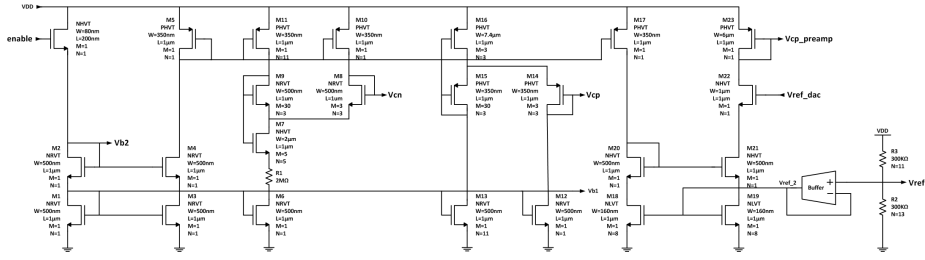 VDD
enable
NHVT
W=80nm
L=200nm
M=1
N=1
M5
PHVT
W=350nm
L=1µm
M=1
N=1
M11
PHVT
W=350nm
L=1µm
M=1
N=11
M10
PHVT
W=350nm
L=1µm
M=1
N=1
M16
PHVT
W=7.4µm
L=1µm
M=3
N=3
M17
PHVT
W=350nm
L=1µm
M=1
N=1
M23
PHVT
W=6µm
L=1µm
M=1
N=1
Vcp_preamp
M9
NRVT
W=500nm
L=1µm
M=30
N=3
M8
NRVT
W=500nm
L=1µm
M=3
N=3
Vcn
M15
PHVT
W=350nm
L=1µm
M=30
N=3
M14
PHVT
W=350nm
L=1µm
M=3
N=3
Vcp
M22
NHVT
W=1µm
L=1µm
M=1
N=1
Vref_dac
M7
NHVT
W=2µm
L=1µm
M=5
N=5
R1
2MΩ
Vb2
M2
NRVT
W=500nm
L=1µm
M=1
N=1
M4
NRVT
W=500nm
L=1µm
M=1
N=1
M20
NHVT
W=500nm
L=1µm
M=1
N=1
M21
NHVT
W=500nm
L=1µm
M=1
N=1
VDD
R3
300KΩ
N=11
Vref
R2
300KΩ
N=13
Buffer
+
−
Vref_2
Vb1
M1
NRVT
W=500nm
L=1µm
M=1
N=1
M3
NRVT
W=500nm
L=1µm
M=1
N=1
M6
NRVT
W=500nm
L=1µm
M=1
N=1
M13
NRVT
W=500nm
L=1µm
M=1
N=11
M12
NRVT
W=500nm
L=1µm
M=1
N=1
M18
NLVT
W=160nm
L=1µm
M=1
N=8
M19
NLVT
W=160nm
L=1µm
M=1
N=8